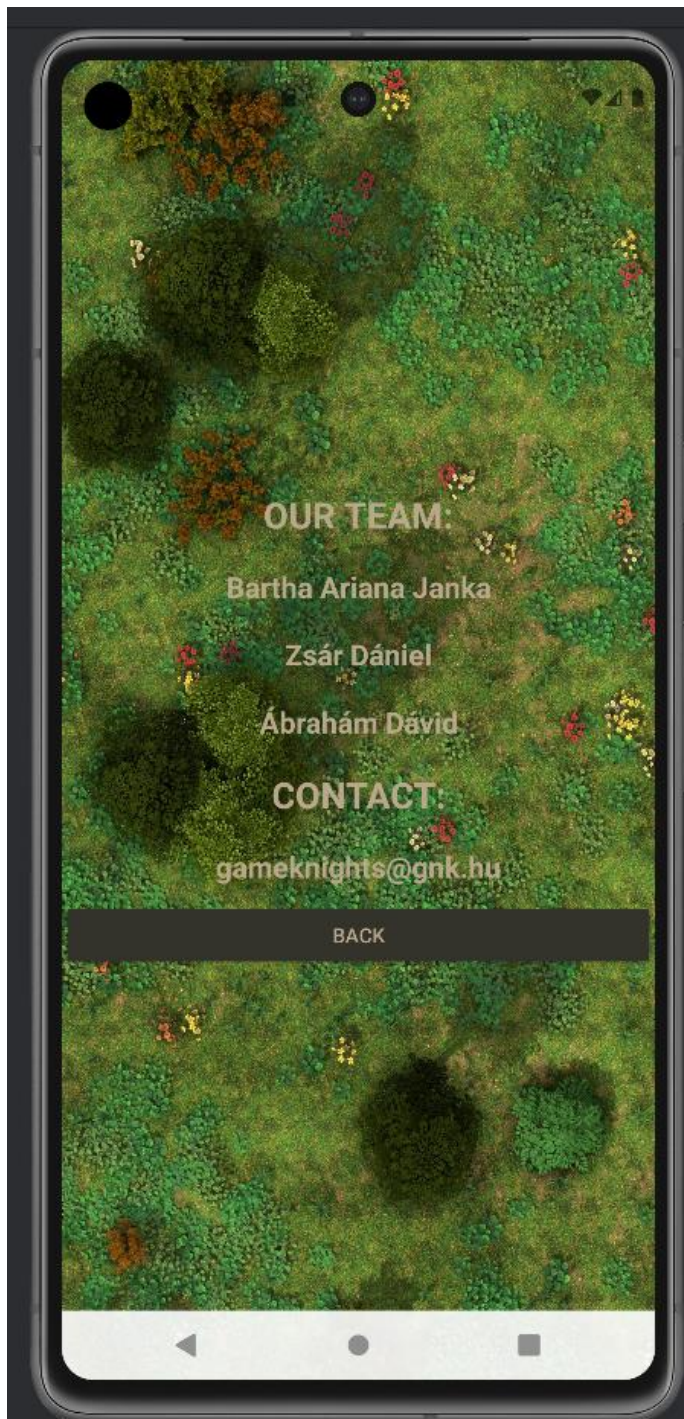 OUR TEAM:
Bartha Ariana Janka
Zsár Dániel
Ábrahám Dávid
CONTACT:
gameknights@gnk.hu
BACK